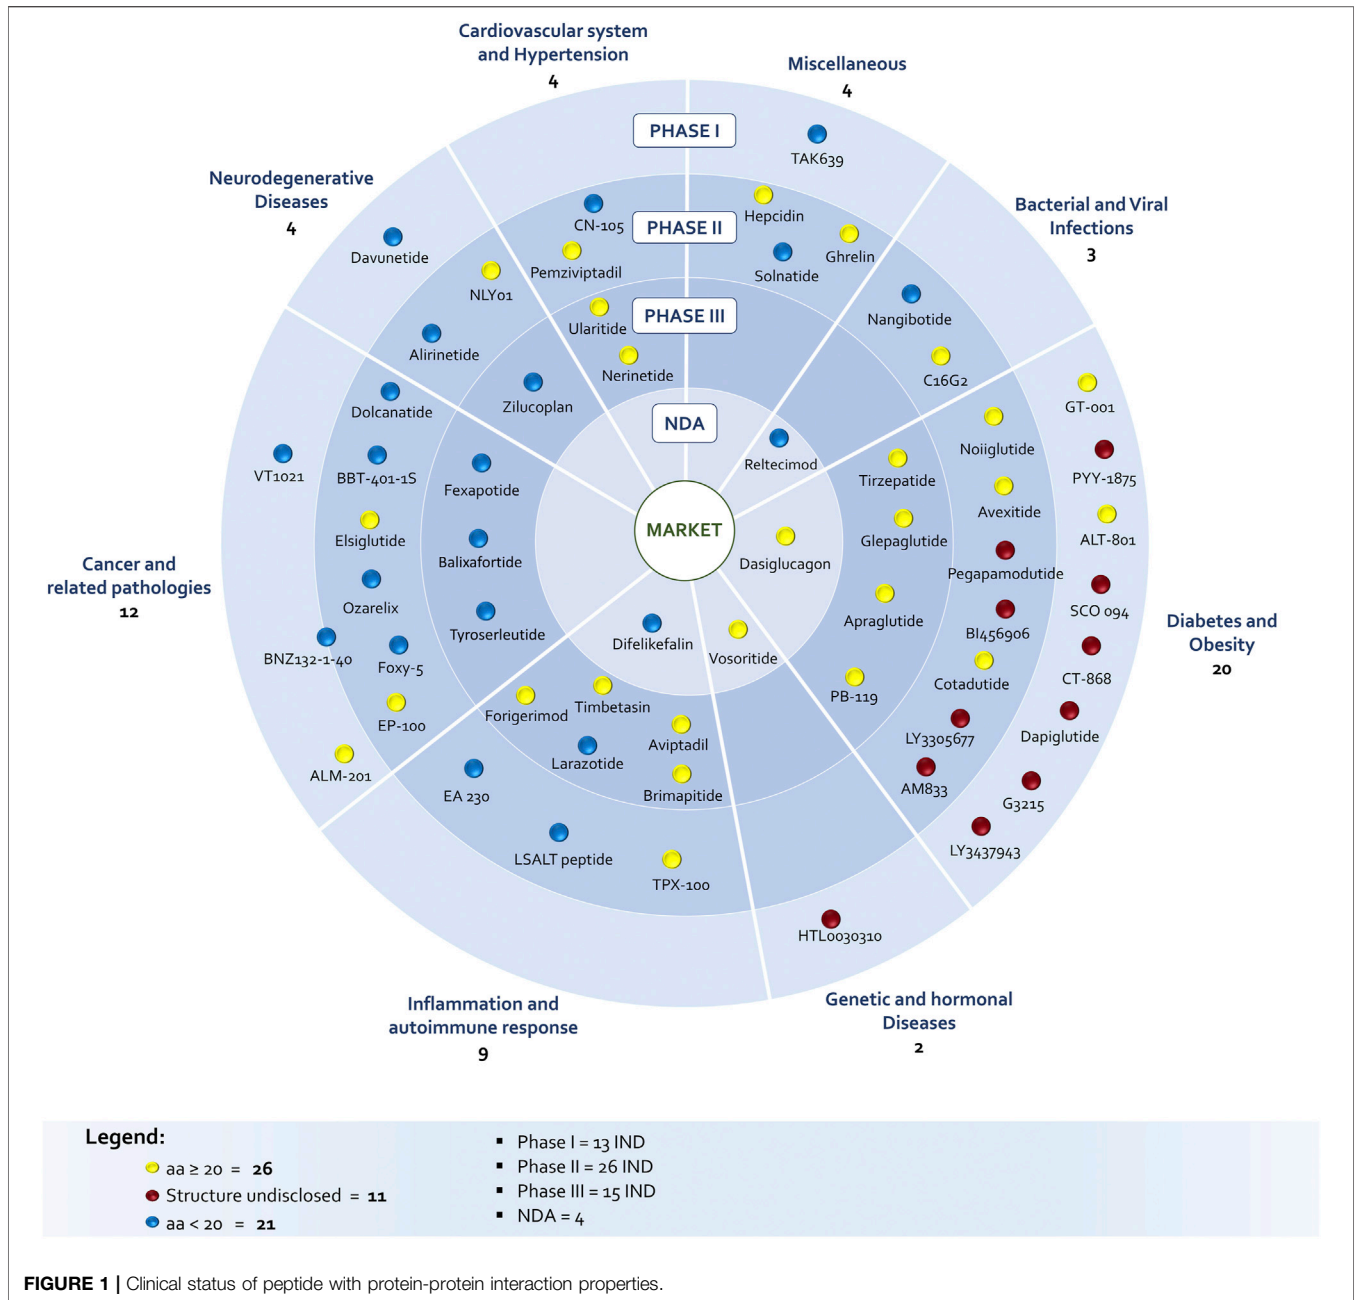 Cardiovascular system
and Hypertension
4
Miscellaneous
4
PHASE I
TAK639
Neurodegenerative
Diseases
4
Bacterial and Viral
Infections
3
Hepcidin
CN-105
PHASE II
Ghrelin
Davunetide
Pemziviptadil
Solnatide
NLY01
Ularitide
PHASE III
Nangibotide
Alirinetide
Nerinetide
C16G2
Zilucoplan
Dolcanatide
NDA
GT-001
Noiiglutide
VT1021
BBT-401-1S
Fexapotide
Reltecimod
Tirzepatide
PYY-1875
Avexitide
MARKET
Elsiglutide
Glepaglutide
ALT-801
Cancer and
related pathologies
12
Balixafortide
Dasiglucagon
Pegapamodutide
Ozarelix
Apraglutide
SCO 094
Diabetes and
Obesity
20
Tyroserleutide
Difelikefalin
Vosoritide
BI456906
BNZ132-1-40
Foxy-5
CT-868
Cotadutide
PB-119
EP-100
Forigerimod
Timbetasin
Dapiglutide
LY3305677
Aviptadil
Larazotide
ALM-201
AM833
EA 230
Brimapitide
G3215
LY3437943
LSALT peptide
TPX-100
HTL0030310
Inflammation and
autoimmune response
9
Genetic and hormonal
Diseases
2
Legend:
aa ≥ 20 = 26
Structure undisclosed = 11
aa < 20 = 21
▪ Phase I = 13 IND
▪ Phase II = 26 IND
▪ Phase III = 15 IND
▪ NDA = 4
FIGURE 1 | Clinical status of peptide with protein-protein interaction properties.